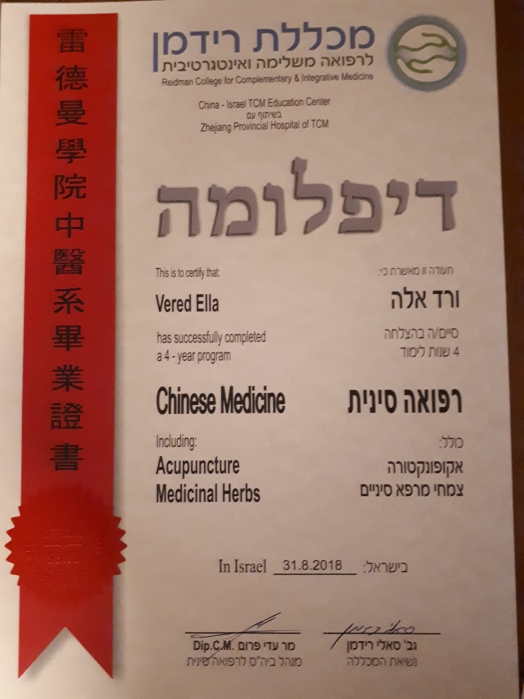 雷德曼學院中醫系畢業證書
מכללת רידמן
לרפואה משלימה ואינטגרטיבית
Reidman College for Complementary & Integrative Medicine
China - Israel TCM Education Center
בשיתוף עם
Zhejiang Provincial Hospital of TCM
דיפלומה
This is to certify that: תעודה זו מאשרת כי:
Vered Ella ורד אלה
has successfully completed סיים/ה בהצלחה
a 4 - year program 4 שנות לימוד
Chinese Medicine רפואה סינית
Including: כולל:
Acupuncture אקופונקטורה
Medicinal Herbs צמחי מרפא סיניים
In Israel 31.8.2018 בישראל:
מר עדי פרום Dip.C.M. גב' סאלי רידמן
מנהל ביה"ס לרפואה סינית נשיאת המכללה